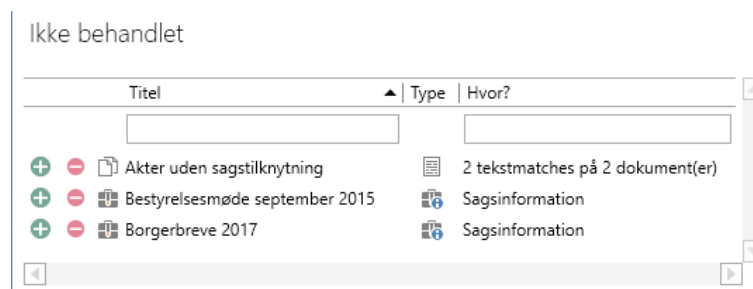 Ikke behandlet
Titel Type Hvor?
Akter uden sagstilknytning 2 tekstmatches på 2 dokument(er)
Bestyrelsesmøde september 2015 Sagsinformation
Borgerbreve 2017 Sagsinformation